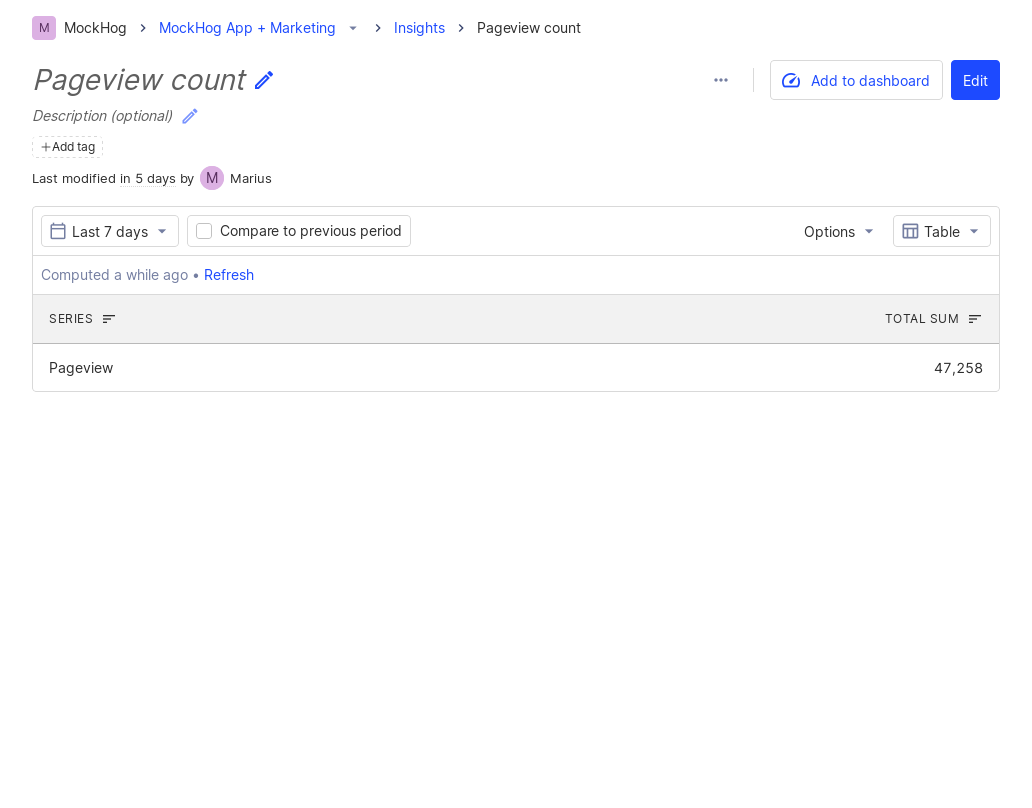 M MockHog MockHog App + Marketing Insights Pageview count
Pageview count
Add to dashboard
Edit
Description (optional)
Add tag
Last modified in 5 days by M Marius
Last 7 days Compare to previous period Options Table
Computed a while ago • Refresh
SERIES TOTAL SUM
Pageview 47,258